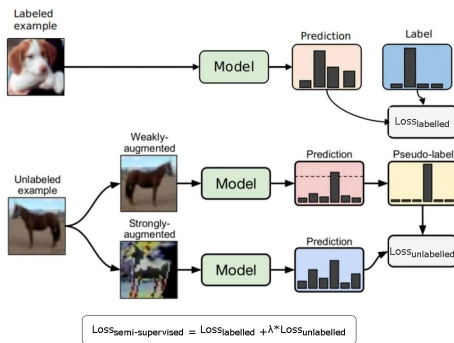 Labeled
example
Model
Prediction
Label
Loss_labelled
Unlabeled
example
Weakly-
augmented
Model
Prediction
Pseudo-label
Strongly-
augmented
Model
Prediction
Loss_unlabelled
Loss_semi-supervised = Loss_labelled +λ*Loss_unlabelled